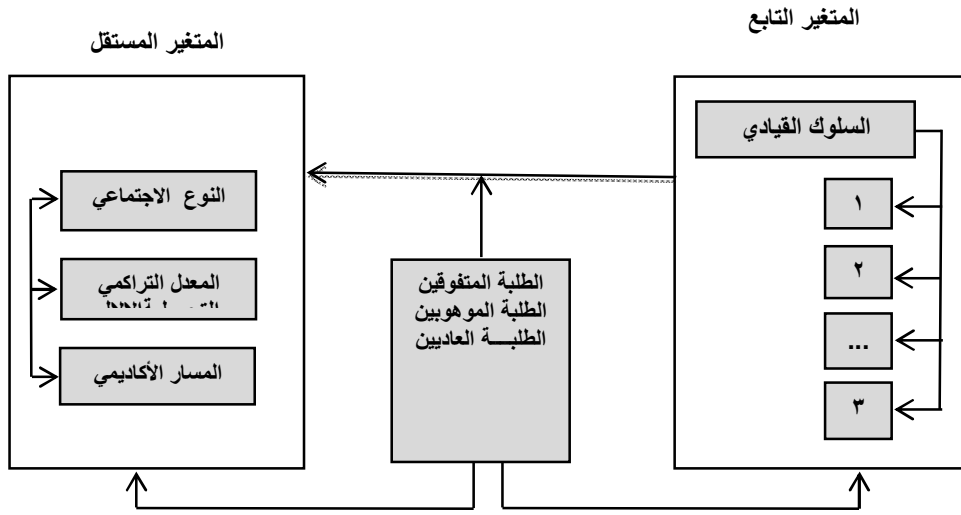 المتغير التابع
المتغير المستقل
السلوك القيادي
١
٢
...
٣
الطلبة المتفوقين
الطلبة الموهوبين
الطلبــــة العاديين
النوع الاجتماعي
المعدل التراكمي
المسار الأكاديمي